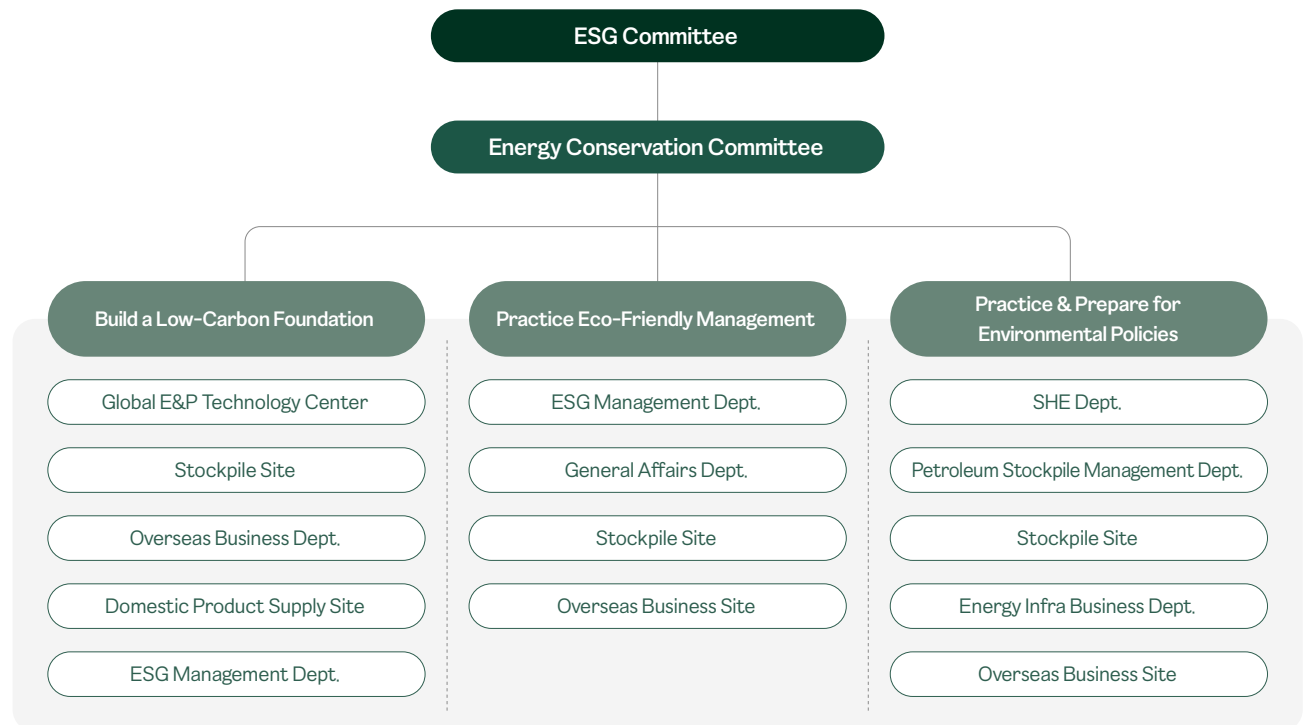 ESG Committee
Energy Conservation Committee
Build a Low-Carbon Foundation
Global E&P Technology Center
Stockpile Site
Overseas Business Dept.
Domestic Product Supply Site
ESG Management Dept.
Practice Eco-Friendly Management
ESG Management Dept.
General Affairs Dept.
Stockpile Site
Overseas Business Site
Practice & Prepare for
Environmental Policies
SHE Dept.
Petroleum Stockpile Management Dept.
Stockpile Site
Energy Infra Business Dept.
Overseas Business Site